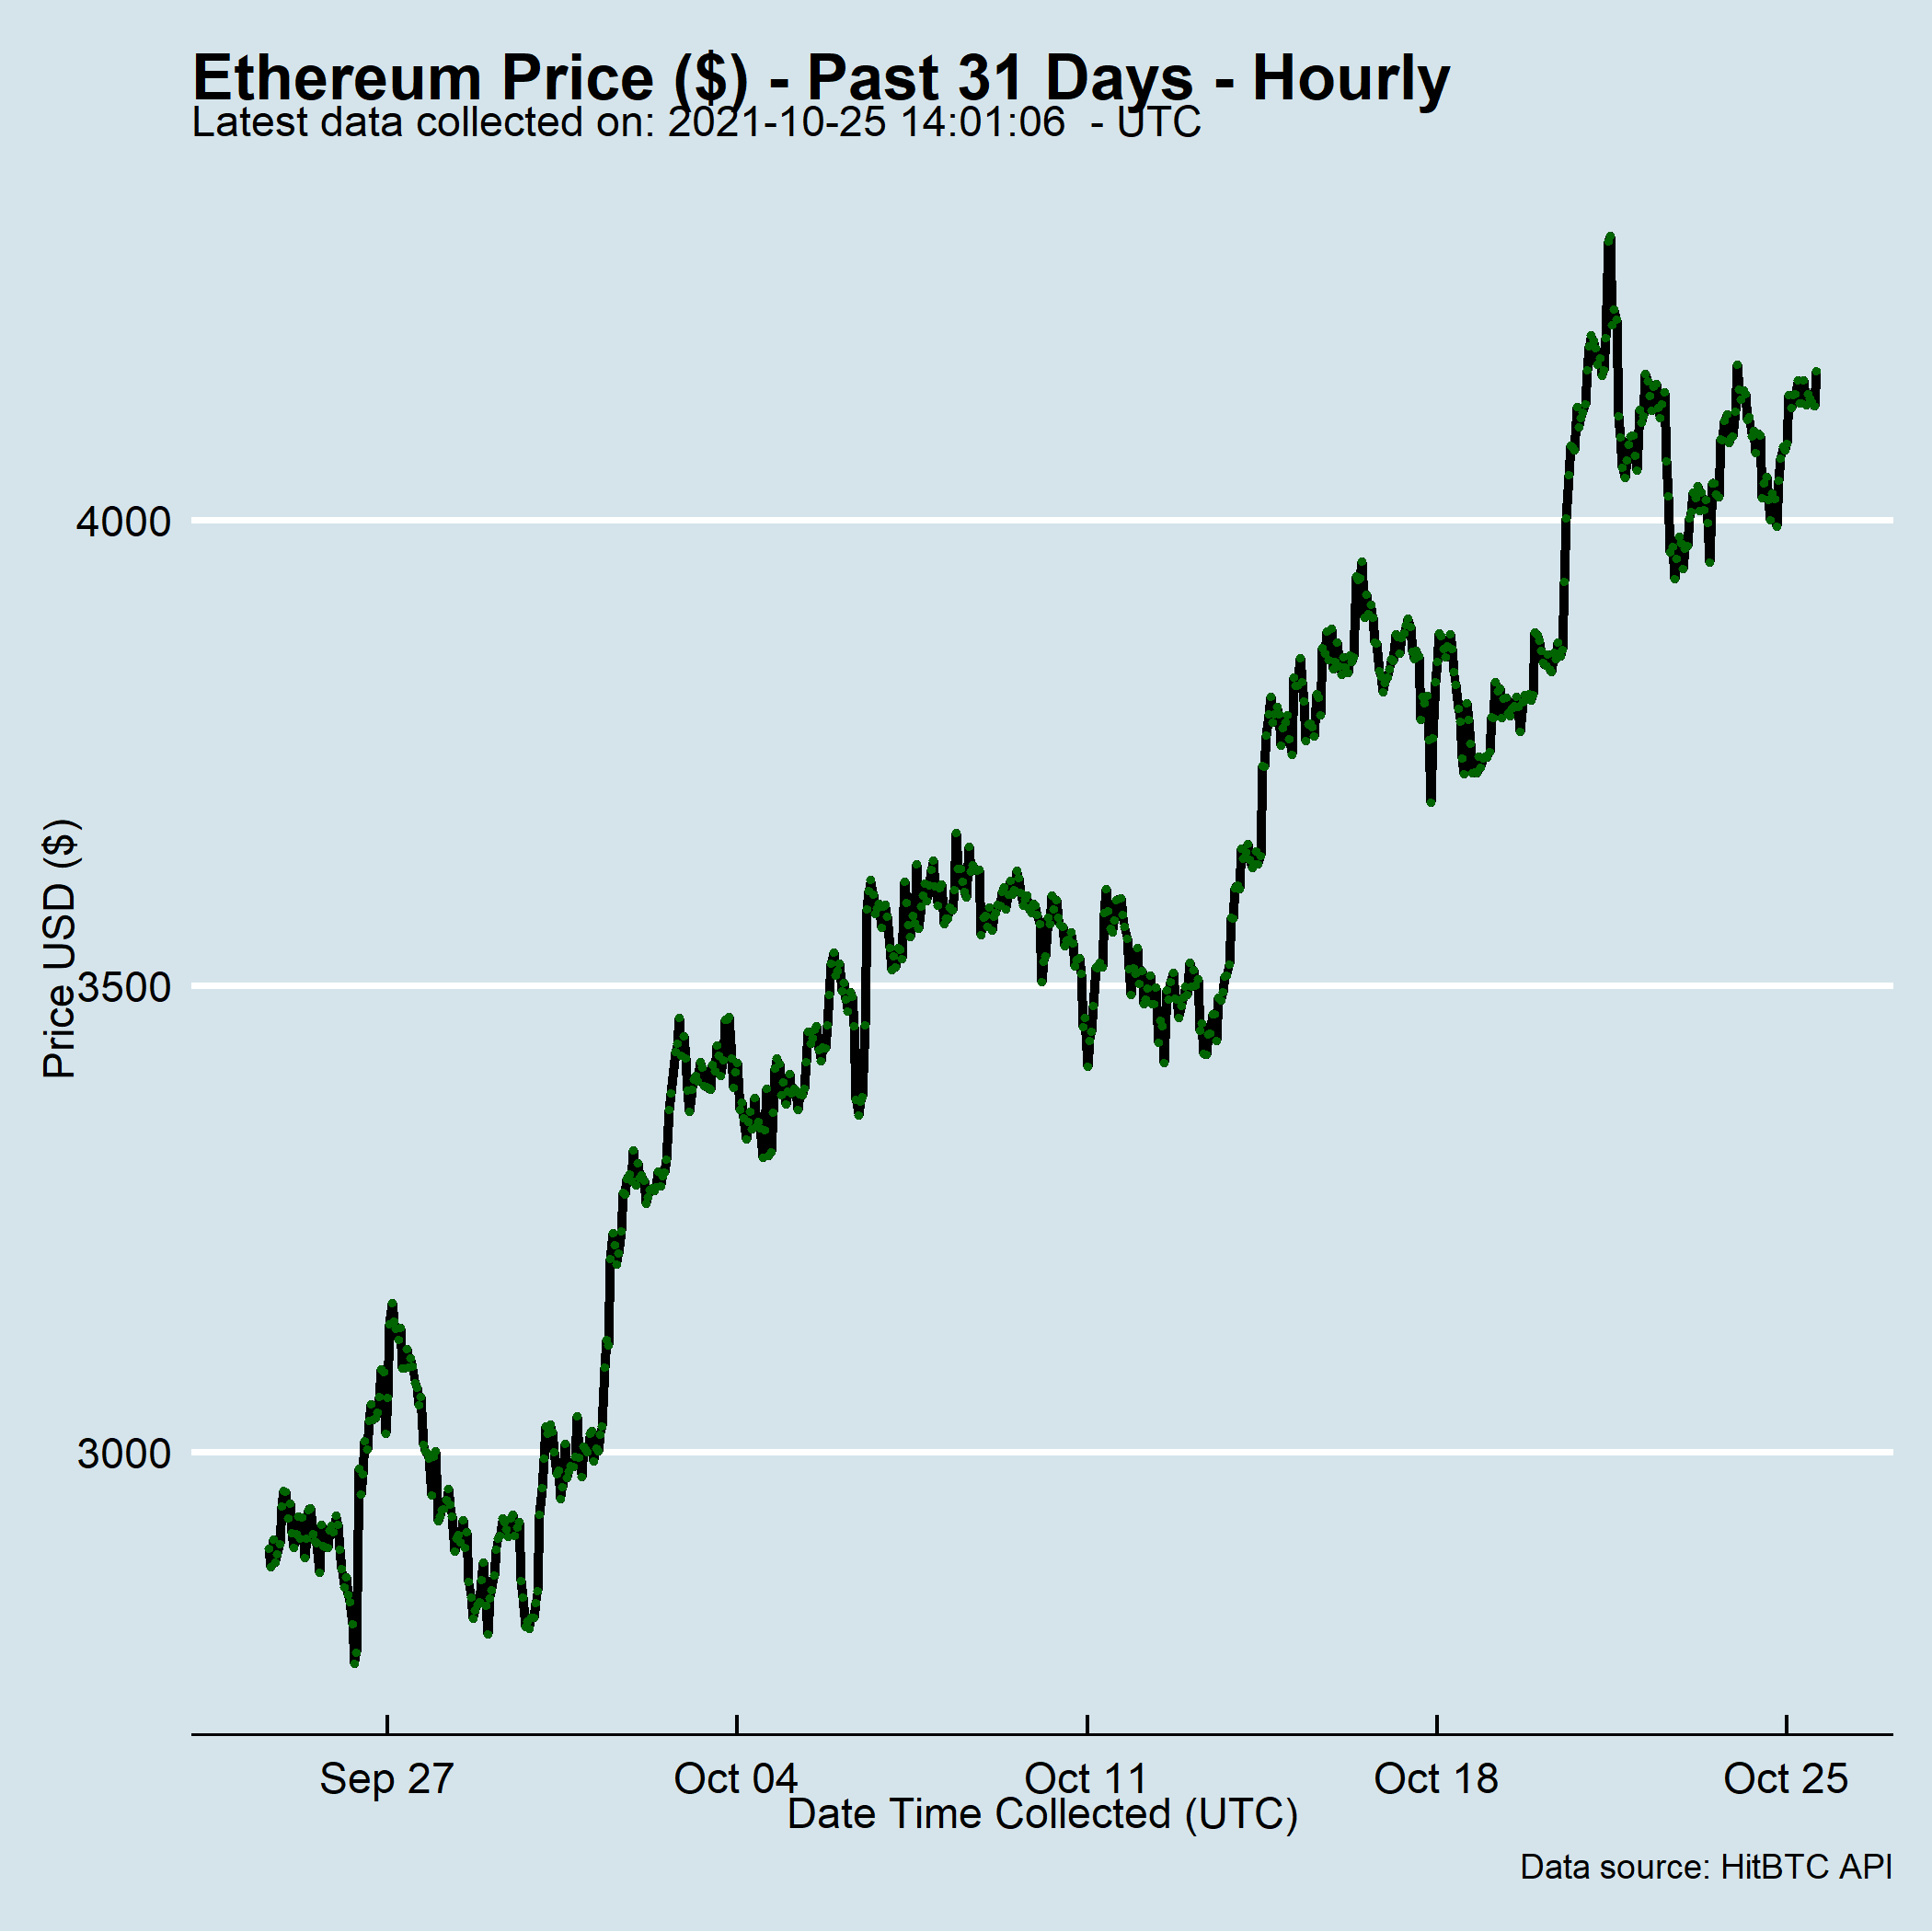 Ethereum Price ($) - Past 31 Days - Hourly
Latest data collected on: 2021-10-25 14:01:06  - UTC
Price USD ($)
4000
3500
3000
Sep 27
Oct 04
Oct 11
Oct 18
Oct 25
Date Time Collected (UTC)
Data source: HitBTC API